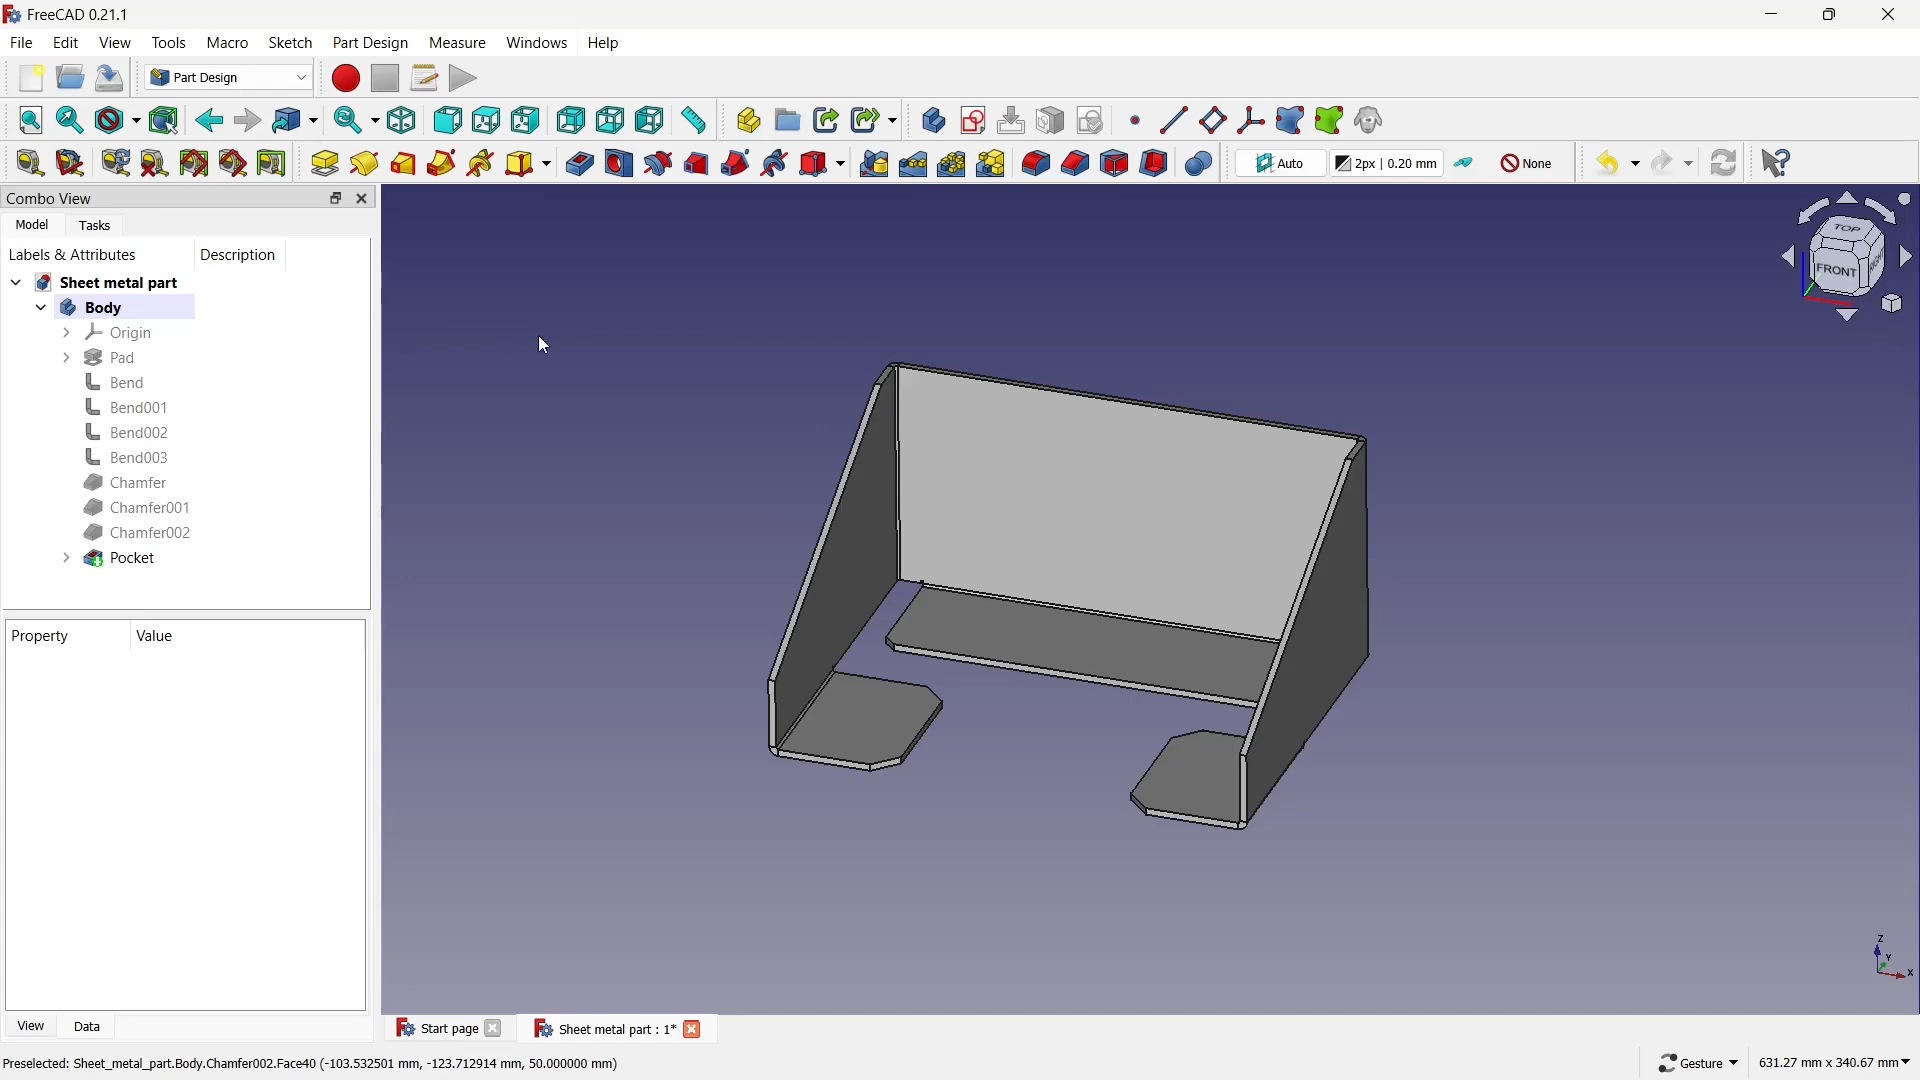 FreeCAD 0.21.1
File Edit View Tools Macro Sketch Part Design Measure Windows Help
Part Design
Auto 2px | 0.20 mm None
Combo View
Model Tasks
Labels & Attributes Description
Sheet metal part
Body
Origin
Pad
Bend
Bend001
Bend002
Bend003
Chamfer
Chamfer001
Chamfer002
Pocket
Property Value
TOP
FRONT
RIGHT
Z
Y
X
View Data
Start page Sheet metal part : 1*
Preselected: Sheet_metal_part.Body.Chamfer002.Face40 (-103.532501 mm, -123.712914 mm, 50.000000 mm)
Gesture 631.27 mm x 340.67 mm